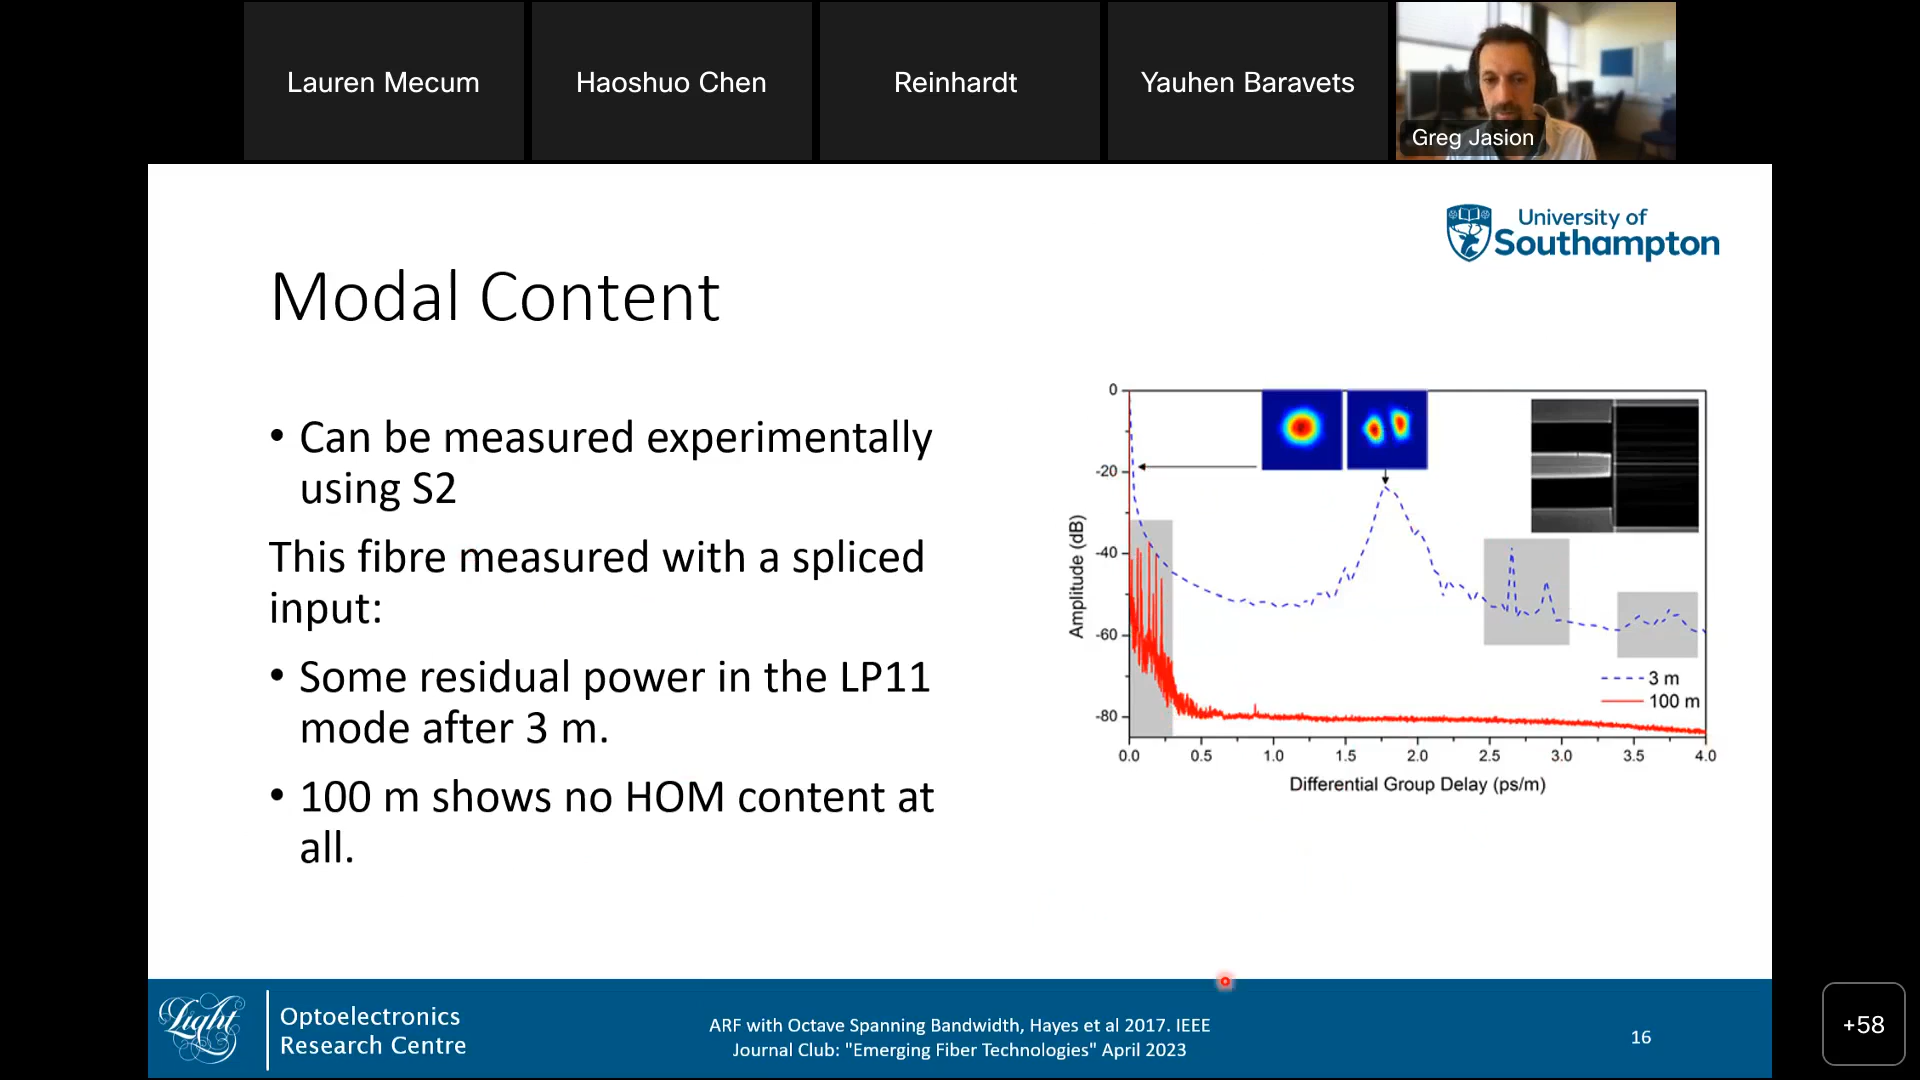 Lauren Mecum
Haoshuo Chen
Reinhardt
Yauhen Baravets
Greg Jasion
University of
Southampton
Modal Content
• Can be measured experimentally
using S2
This fibre measured with a spliced
input:
• Some residual power in the LP11
mode after 3 m.
• 100 m shows no HOM content at
all.
0
-20
-40
-60
-80
Amplitude (dB)
3 m
100 m
0.0 0.5 1.0 1.5 2.0 2.5 3.0 3.5 4.0
Differential Group Delay (ps/m)
Light
Optoelectronics
Research Centre
ARF with Octave Spanning Bandwidth, Hayes et al 2017. IEEE
Journal Club: "Emerging Fiber Technologies" April 2023
16
+58